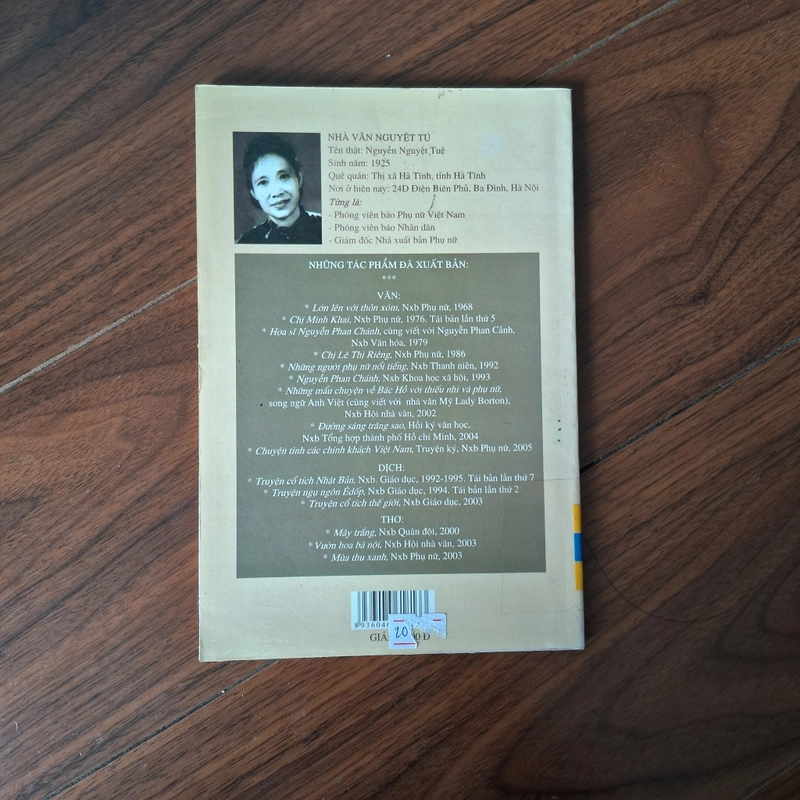 NHÀ VĂN NGUYỆT TÚ
Tên thật: Nguyễn Nguyệt Tuệ
Sinh năm: 1925
Quê quán: Thị xã Hà Tĩnh, tỉnh Hà Tĩnh
Nơi ở hiện nay: 24D Điện Biên Phủ, Ba Đình, Hà Nội
Từng là:
- Phóng viên báo Phụ nữ Việt Nam
- Phóng viên báo Nhân dân
- Giám đốc Nhà xuất bản Phụ nữ
NHỮNG TÁC PHẨM ĐÃ XUẤT BẢN:
***
VĂN:
* Lớn lên với thôn xóm, Nxb Phụ nữ, 1968
* Chị Minh Khai, Nxb Phụ nữ, 1976. Tái bản lần thứ 5
* Họa sĩ Nguyễn Phan Chánh, cùng viết với Nguyễn Phan Cảnh,
Nxb Văn hóa, 1979
* Chị Lê Thị Riêng, Nxb Phụ nữ, 1986
* Những người phụ nữ nổi tiếng, Nxb Thanh niên, 1992
* Nguyễn Phan Chánh, Nxb Khoa học xã hội, 1993
* Những mẩu chuyện về Bác Hồ với thiếu nhi và phụ nữ,
song ngữ Anh Việt (cùng viết với nhà văn Mỹ Lady Borton),
Nxb Hội nhà văn, 2002
* Đường sáng trăng sao, Hồi ký văn học,
Nxb Tổng hợp thành phố Hồ chí Minh, 2004
* Chuyện tình các chính khách Việt Nam, Truyện ký, Nxb Phụ nữ, 2005
DỊCH:
* Truyện cổ tích Nhật Bản, Nxb. Giáo dục, 1992-1995. Tái bản lần thứ 7
* Truyện ngụ ngôn Êdốp, Nxb Giáo dục, 1994. Tái bản lần thứ 2
* Truyện cổ tích thế giới, Nxb Giáo dục, 2003
THƠ:
* Mây trắng, Nxb Quân đội, 2000
* Vườn hoa bà nội, Nxb Hội nhà văn, 2003
* Mùa thu xanh, Nxb Phụ nữ, 2003
893604
GIÁ: 20 0 Đ